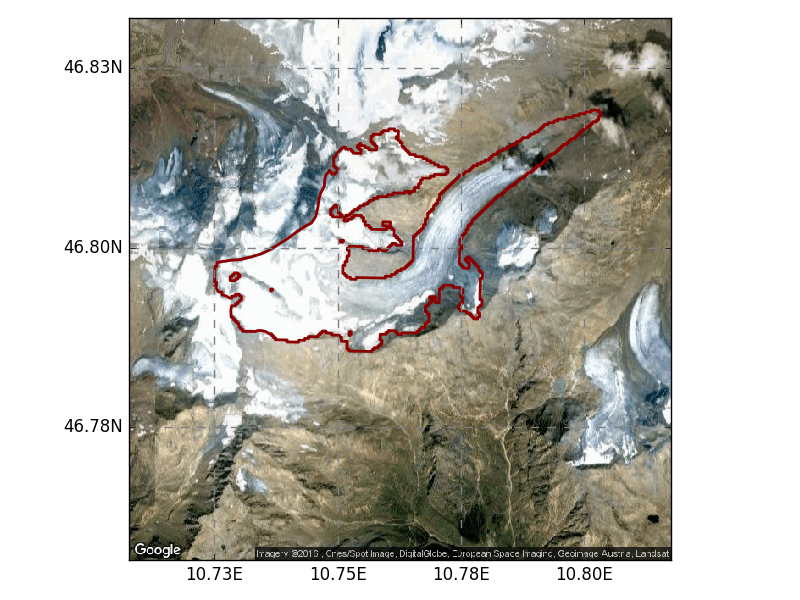 46.83N
46.80N
46.78N
Google
Imagery ©2016 , Cnes/Spot Image, DigitalGlobe, European Space Imaging, Geoimage Austria, Landsat
10.73E
10.75E
10.78E
10.80E